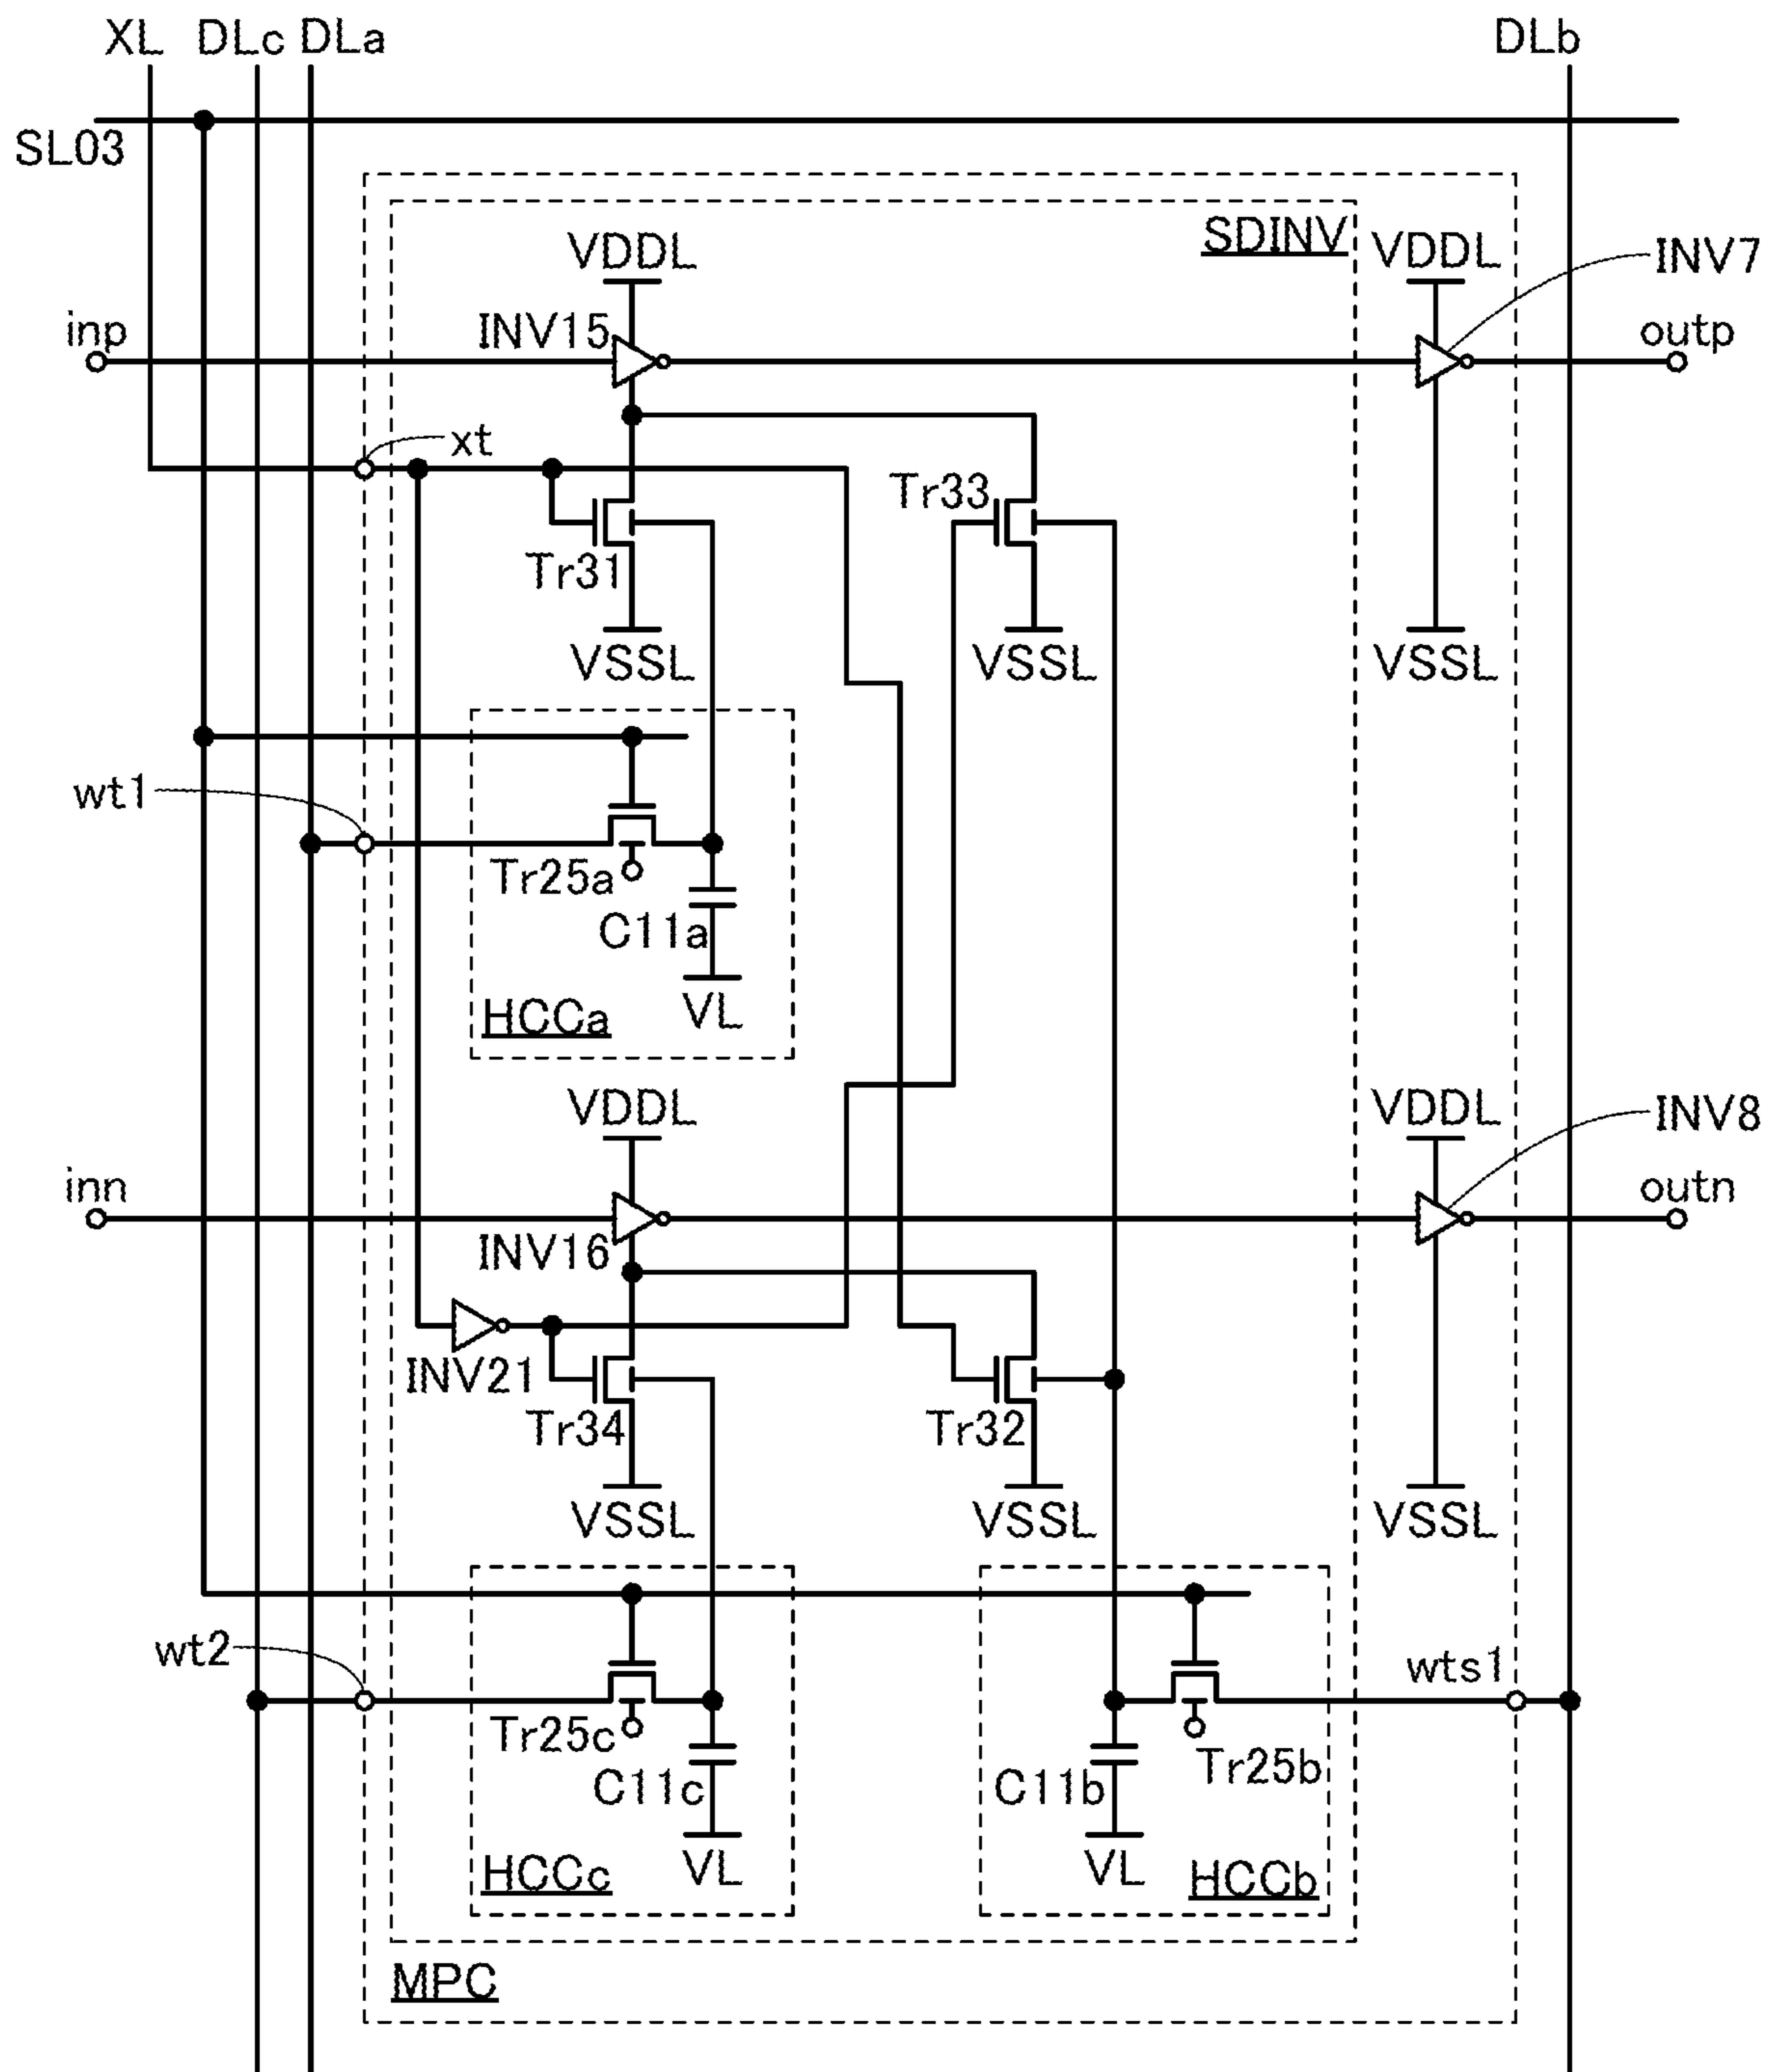 XL DLc DLa DLb
SL03
SDINV
VDDL VDDL INV7
inp INV15 outp
xt
Tr33
Tr31
VSSL VSSL VSSL
wt1
Tr25a
C11a
HCCa VL
VDDL VDDL INV8
inn outn
INV16
INV21
Tr34 Tr32
VSSL VSSL VSSL
wt2 wts1
Tr25c Tr25b
C11c C11b
HCCc VL VL HCCb
MPC